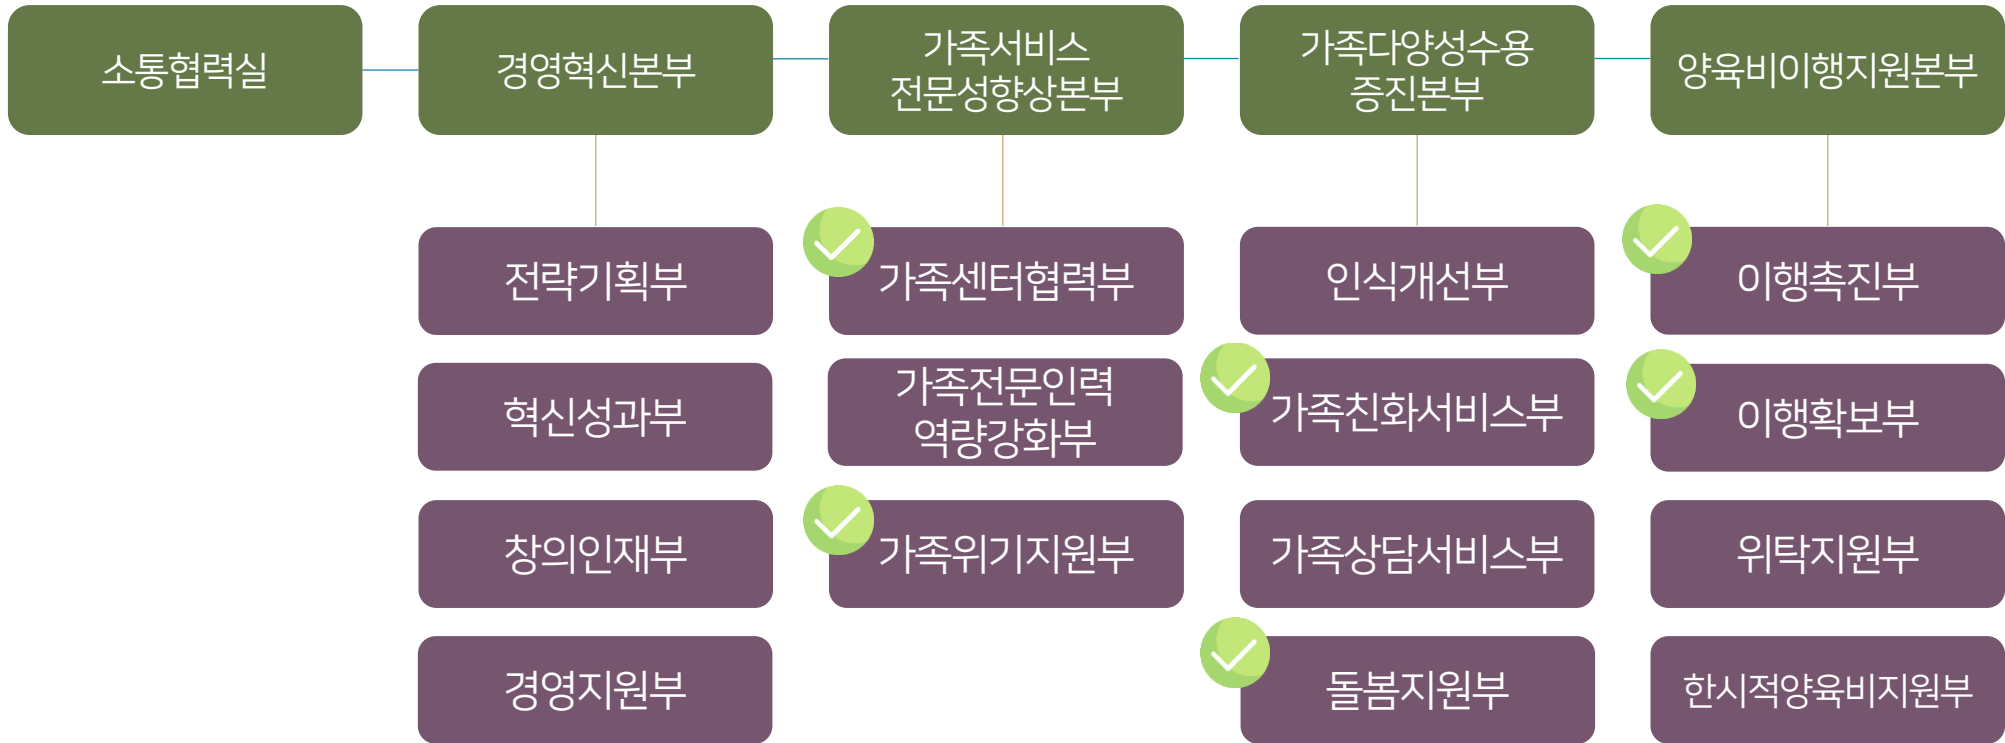 소통협력실
경영혁신본부
가족서비스
전문성향상본부
가족다양성수용
증진본부
양육비이행지원본부
전략기획부
가족센터협력부
인식개선부
이행촉진부
혁신성과부
가족전문인력
역량강화부
가족친화서비스부
이행확보부
창의인재부
가족위기지원부
가족상담서비스부
위탁지원부
경영지원부
돌봄지원부
한시적양육비지원부